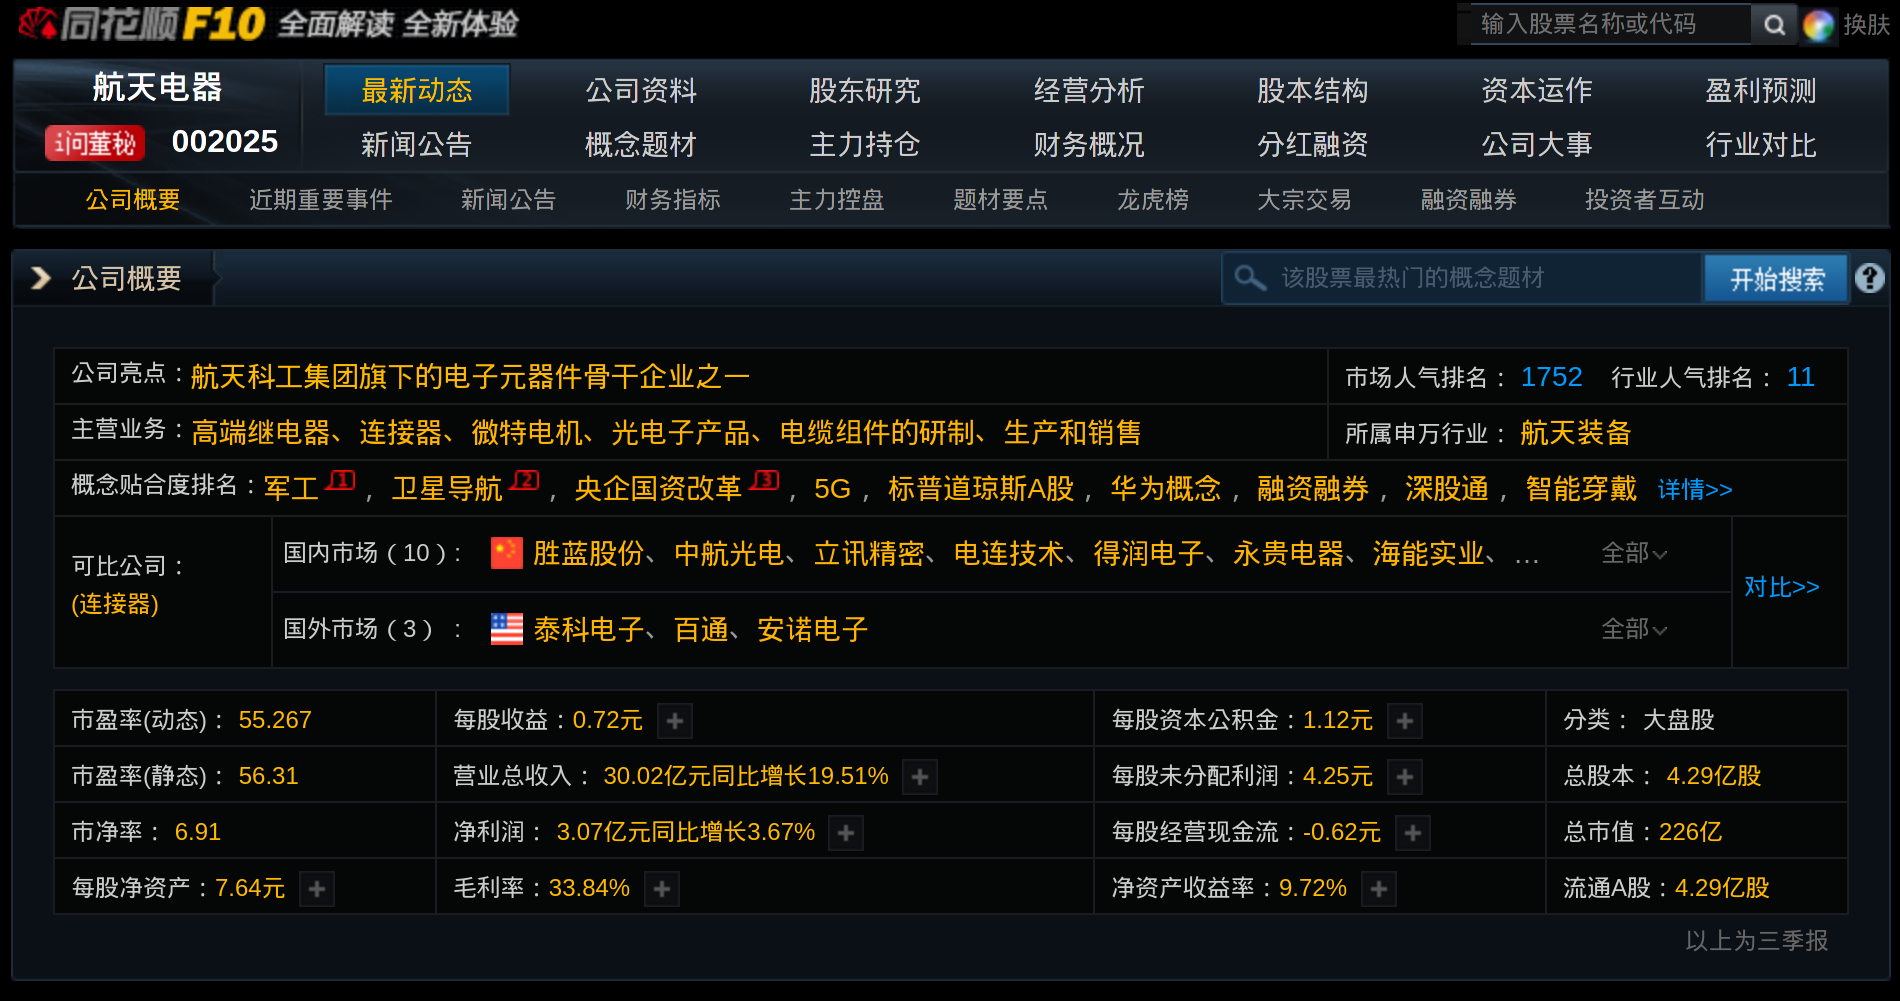 同花顺F10 全面解读 全新体验 输入股票名称或代码 换肤
航天电器 最新动态 公司资料 股东研究 经营分析 股本结构 资本运作 盈利预测
i问董秘 002025 新闻公告 概念题材 主力持仓 财务概况 分红融资 公司大事 行业对比
公司概要 近期重要事件 新闻公告 财务指标 主力控盘 题材要点 龙虎榜 大宗交易 融资融券 投资者互动
公司概要 该股票最热门的概念题材 开始搜索 ?
公司亮点：航天科工集团旗下的电子元器件骨干企业之一 市场人气排名：1752 行业人气排名：11
主营业务：高端继电器、连接器、微特电机、光电子产品、电缆组件的研制、生产和销售 所属申万行业：航天装备
概念贴合度排名：军工1，卫星导航2，央企国资改革3，5G，标普道琼斯A股，华为概念，融资融券，深股通，智能穿戴 详情>>
可比公司：
(连接器)
国内市场（10）：胜蓝股份、中航光电、立讯精密、电连技术、得润电子、永贵电器、海能实业、... 全部
国外市场（3）：泰科电子、百通、安诺电子 全部
对比>>
市盈率(动态)：55.267 每股收益：0.72元 每股资本公积金：1.12元 分类：大盘股
市盈率(静态)：56.31 营业总收入：30.02亿元同比增长19.51% 每股未分配利润：4.25元 总股本：4.29亿股
市净率：6.91 净利润：3.07亿元同比增长3.67% 每股经营现金流：-0.62元 总市值：226亿
每股净资产：7.64元 毛利率：33.84% 净资产收益率：9.72% 流通A股：4.29亿股
以上为三季报